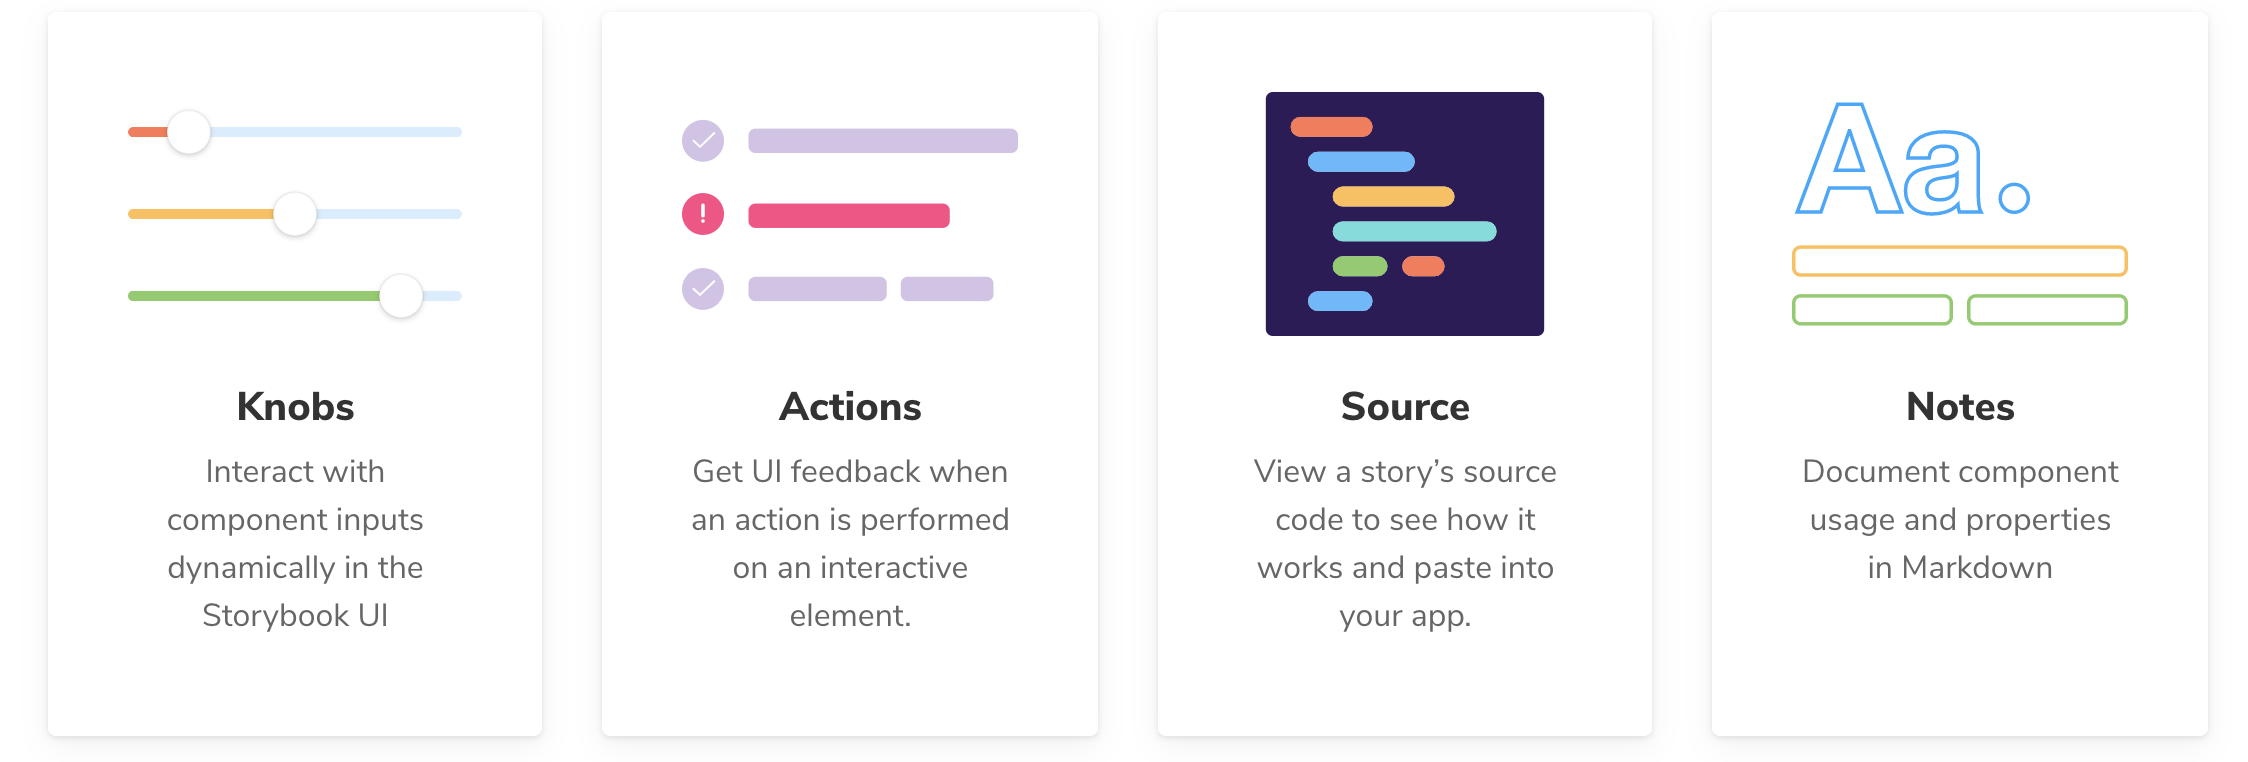 Aa.
Knobs
Interact with
component inputs
dynamically in the
Storybook UI
Actions
Get UI feedback when
an action is performed
on an interactive
element.
Source
View a story’s source
code to see how it
works and paste into
your app.
Notes
Document component
usage and properties
in Markdown